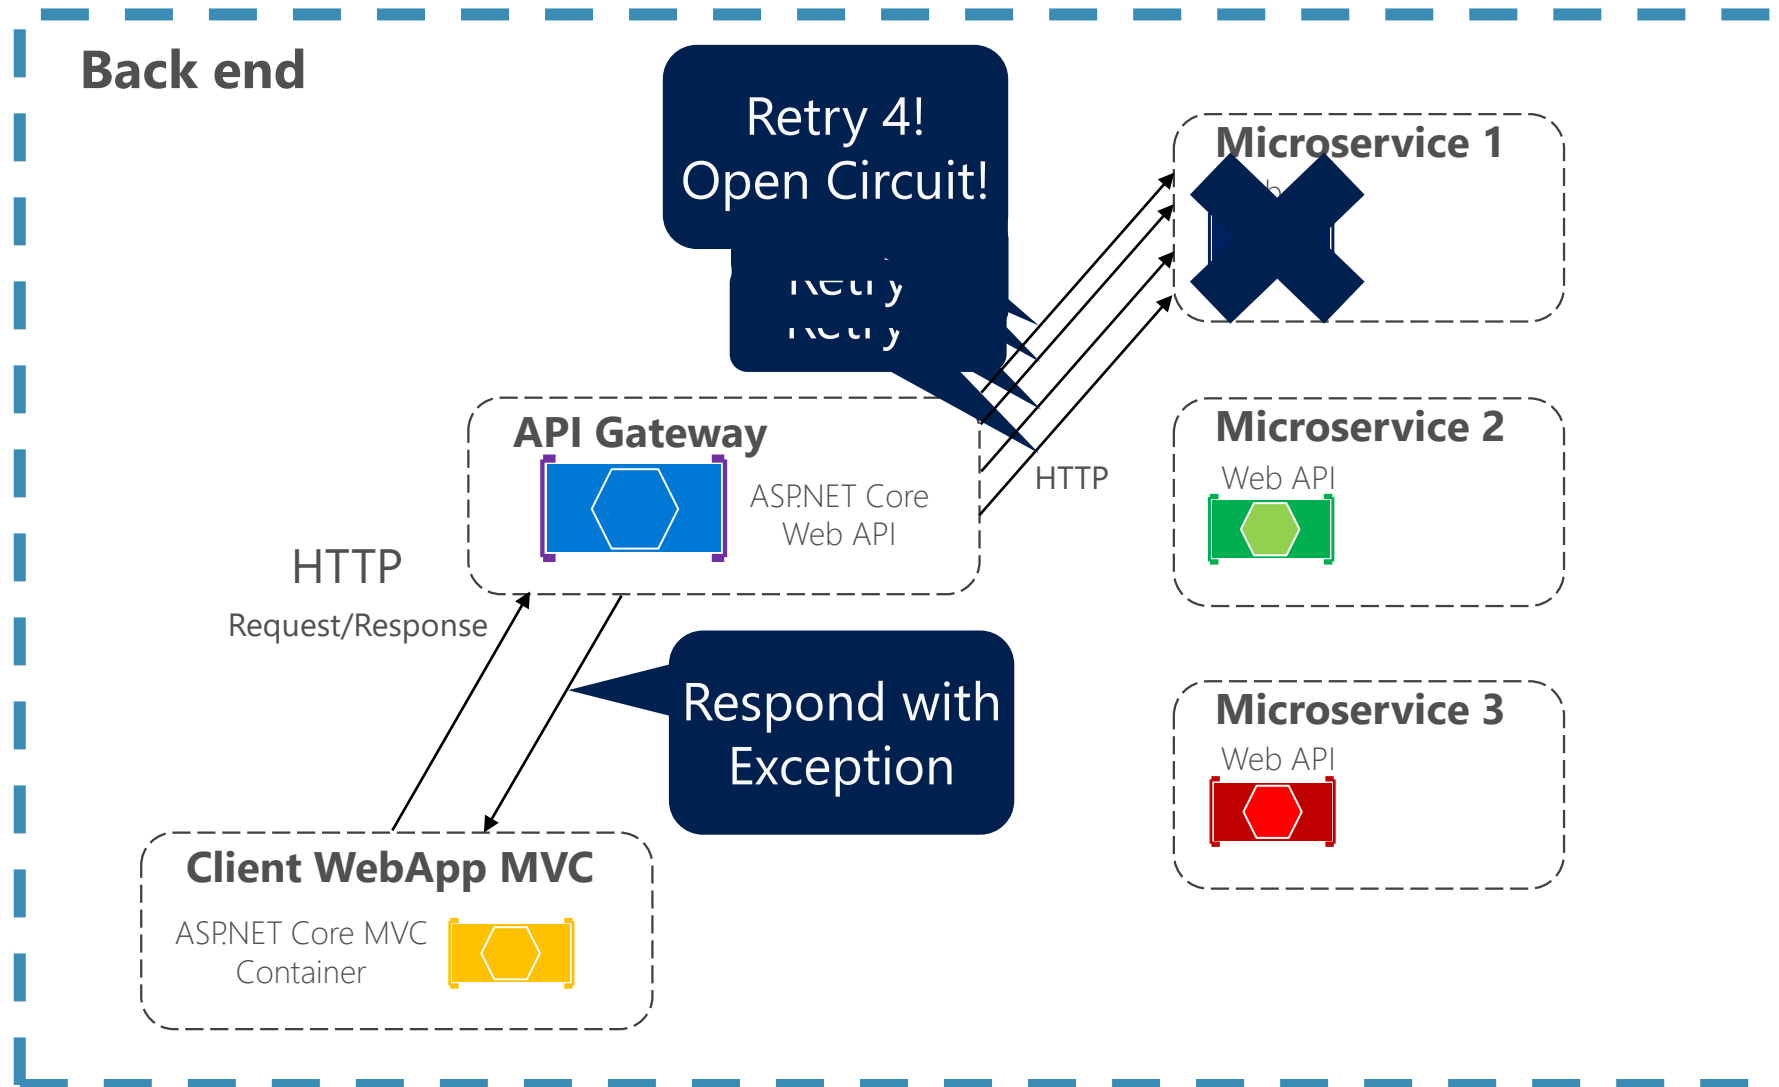 Back end
Retry 4!
Open Circuit!
Retry
Retry
Microservice 1
API Gateway
ASP.NET Core
Web API
HTTP
Microservice 2
Web API
HTTP
Request/Response
Respond with
Exception
Microservice 3
Web API
Client WebApp MVC
ASP.NET Core MVC
Container